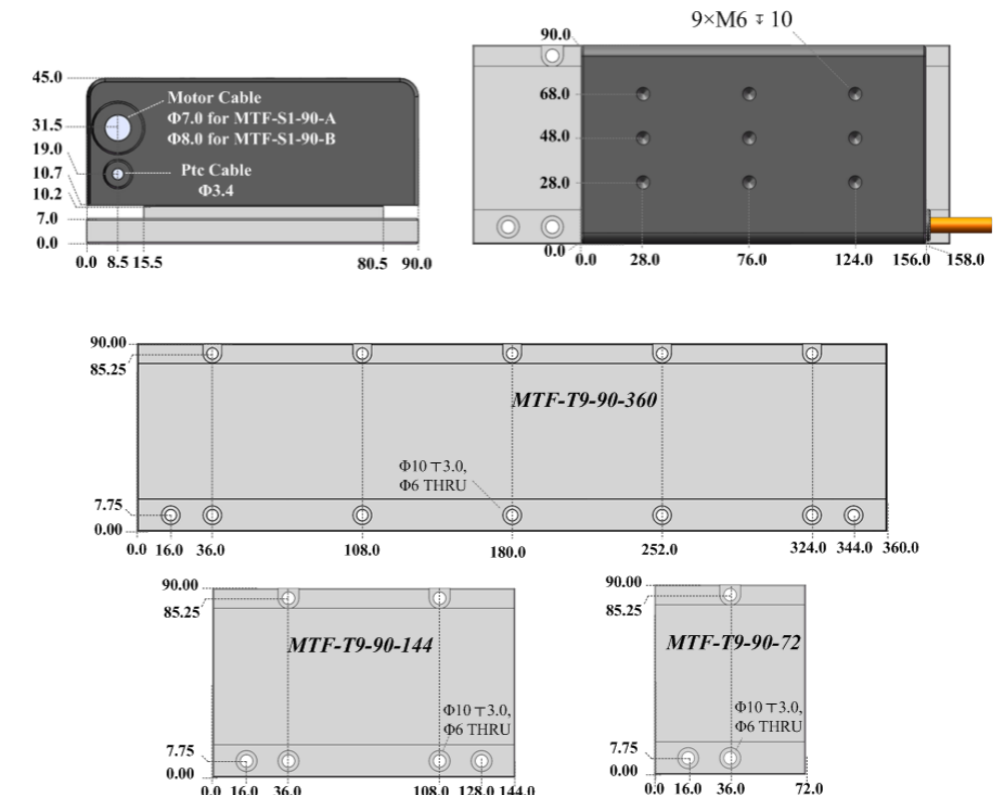 9×M6 ↧ 10
45.0
31.5
19.0
10.7
10.2
7.0
0.0
Motor Cable
Φ7.0 for MTF-S1-90-A
Φ8.0 for MTF-S1-90-B
Ptc Cable
Φ3.4
0.0 8.5 15.5 80.5 90.0
90.0
68.0
48.0
28.0
0.0
0.0 28.0 76.0 124.0 156.0 158.0
90.00
85.25
MTF-T9-90-360
Φ10 ↧ 3.0,
Φ6 THRU
7.75
0.00
0.0 16.0 36.0 108.0 180.0 252.0 324.0 344.0 360.0
90.00
85.25
MTF-T9-90-144
Φ10 ↧ 3.0,
Φ6 THRU
7.75
0.00
0.0 16.0 36.0 108.0 128.0 144.0
90.00
85.25
MTF-T9-90-72
Φ10 ↧ 3.0,
Φ6 THRU
7.75
0.00
0.0 16.0 36.0 72.0